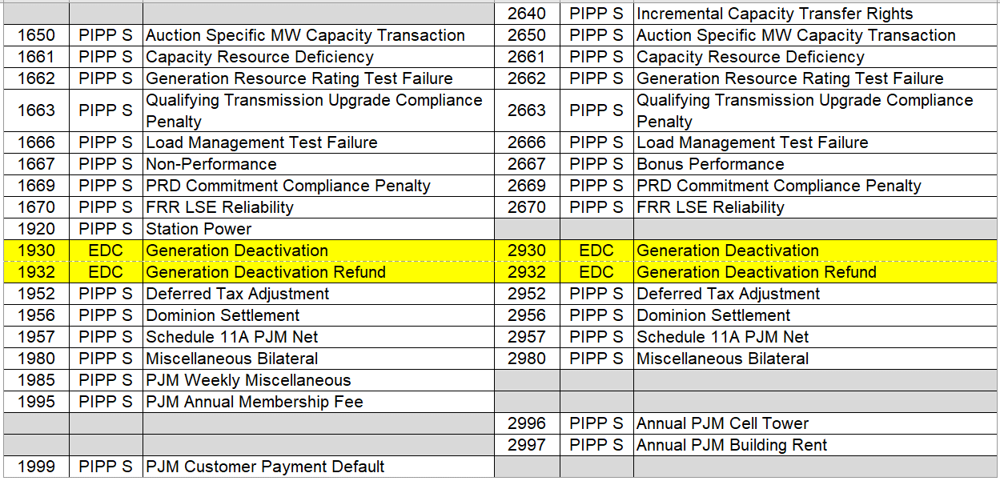 2640 PIPP S Incremental Capacity Transfer Rights
1650 PIPP S Auction Specific MW Capacity Transaction 2650 PIPP S Auction Specific MW Capacity Transaction
1661 PIPP S Capacity Resource Deficiency 2661 PIPP S Capacity Resource Deficiency
1662 PIPP S Generation Resource Rating Test Failure 2662 PIPP S Generation Resource Rating Test Failure
1663 PIPP S Qualifying Transmission Upgrade Compliance
Penalty 2663 PIPP S Qualifying Transmission Upgrade Compliance
Penalty
1666 PIPP S Load Management Test Failure 2666 PIPP S Load Management Test Failure
1667 PIPP S Non-Performance 2667 PIPP S Bonus Performance
1669 PIPP S PRD Commitment Compliance Penalty 2669 PIPP S PRD Commitment Compliance Penalty
1670 PIPP S FRR LSE Reliability 2670 PIPP S FRR LSE Reliability
1920 PIPP S Station Power
1930 EDC Generation Deactivation 2930 EDC Generation Deactivation
1932 EDC Generation Deactivation Refund 2932 EDC Generation Deactivation Refund
1952 PIPP S Deferred Tax Adjustment 2952 PIPP S Deferred Tax Adjustment
1956 PIPP S Dominion Settlement 2956 PIPP S Dominion Settlement
1957 PIPP S Schedule 11A PJM Net 2957 PIPP S Schedule 11A PJM Net
1980 PIPP S Miscellaneous Bilateral 2980 PIPP S Miscellaneous Bilateral
1985 PIPP S PJM Weekly Miscellaneous
1995 PIPP S PJM Annual Membership Fee
2996 PIPP S Annual PJM Cell Tower
2997 PIPP S Annual PJM Building Rent
1999 PIPP S PJM Customer Payment Default